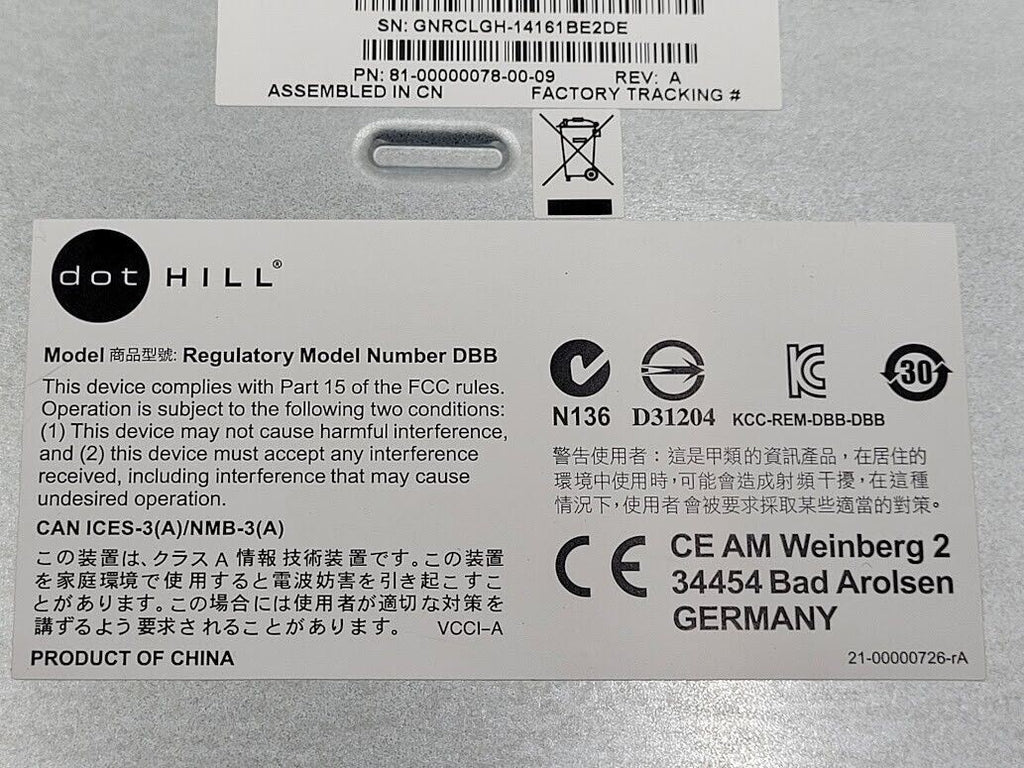 SN: GNRCLGH-14161BE2DE
PN: 81-00000078-00-09 REV: A
ASSEMBLED IN CN FACTORY TRACKING #
dot HILL®
Model 商品型號: Regulatory Model Number DBB
This device complies with Part 15 of the FCC rules.
Operation is subject to the following two conditions:
(1) This device may not cause harmful interference,
and (2) this device must accept any interference
received, including interference that may cause
undesired operation.
CAN ICES-3(A)/NMB-3(A)
この装置は、クラス A 情報技術装置です。この装置
を家庭環境で使用すると電波妨害を引き起こすこ
とがあります。この場合には使用者が適切な対策を
講ずるよう要求されることがあります。 VCCI-A
PRODUCT OF CHINA
30
N136 D31204 KCC-REM-DBB-DBB
警告使用者：這是甲類的資訊產品，在居住的
環境中使用時，可能會造成射頻干擾，在這種
情況下，使用者會被要求採取某些適當的對策。
CE CE AM Weinberg 2
34454 Bad Arolsen
GERMANY
21-00000726-rA